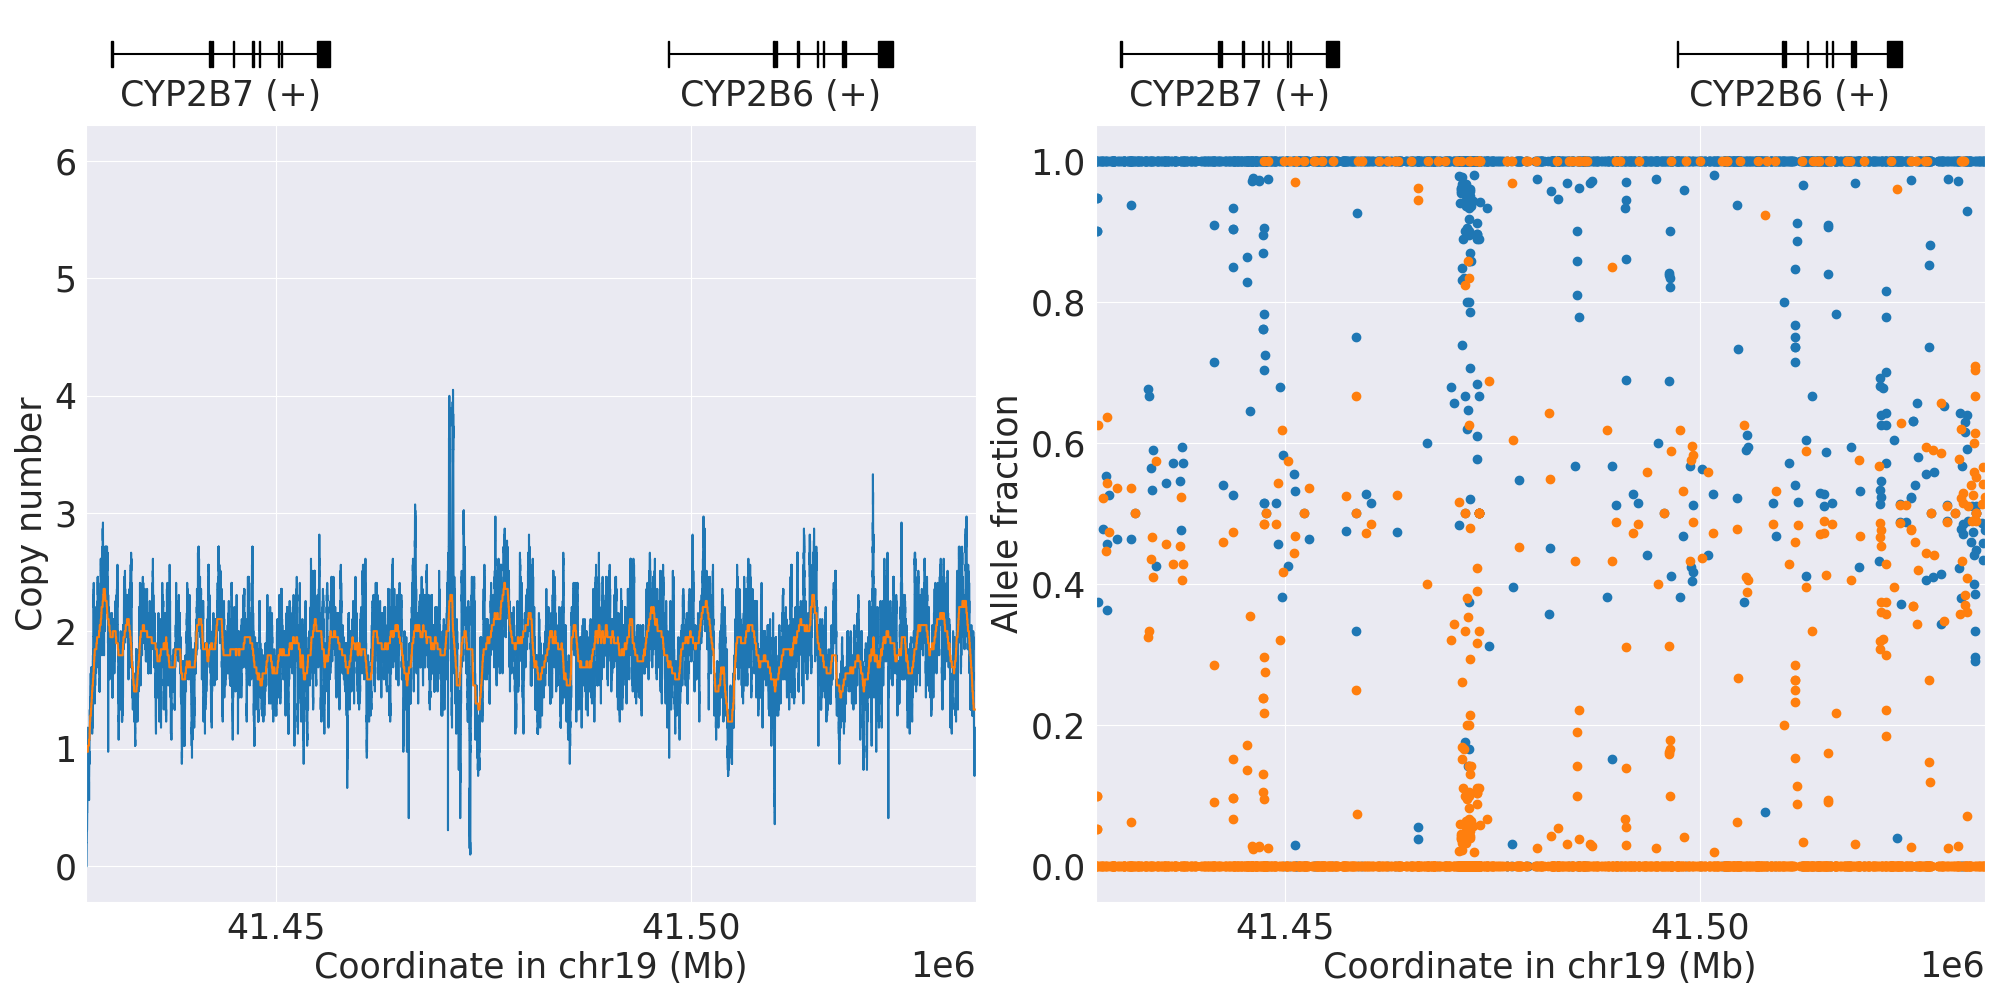 CYP2B7 (+)
CYP2B6 (+)
6
5
4
3
2
1
0
Copy number
41.45
41.50
Coordinate in chr19 (Mb)
1e6
CYP2B7 (+)
CYP2B6 (+)
1.0
0.8
0.6
0.4
0.2
0.0
Allele fraction
41.45
41.50
Coordinate in chr19 (Mb)
1e6